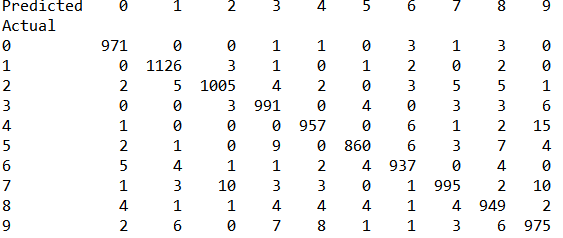 Predicted 0 1 2 3 4 5 6 7 8 9
Actual
0 971 0 0 1 1 0 3 1 3 0
1 0 1126 3 1 0 1 2 0 2 0
2 2 5 1005 4 2 0 3 5 5 1
3 0 0 3 991 0 4 0 3 3 6
4 1 0 0 0 957 0 6 1 2 15
5 2 1 0 9 0 860 6 3 7 4
6 5 4 1 1 2 4 937 0 4 0
7 1 3 10 3 3 0 1 995 2 10
8 4 1 1 4 4 4 1 4 949 2
9 2 6 0 7 8 1 1 3 6 975